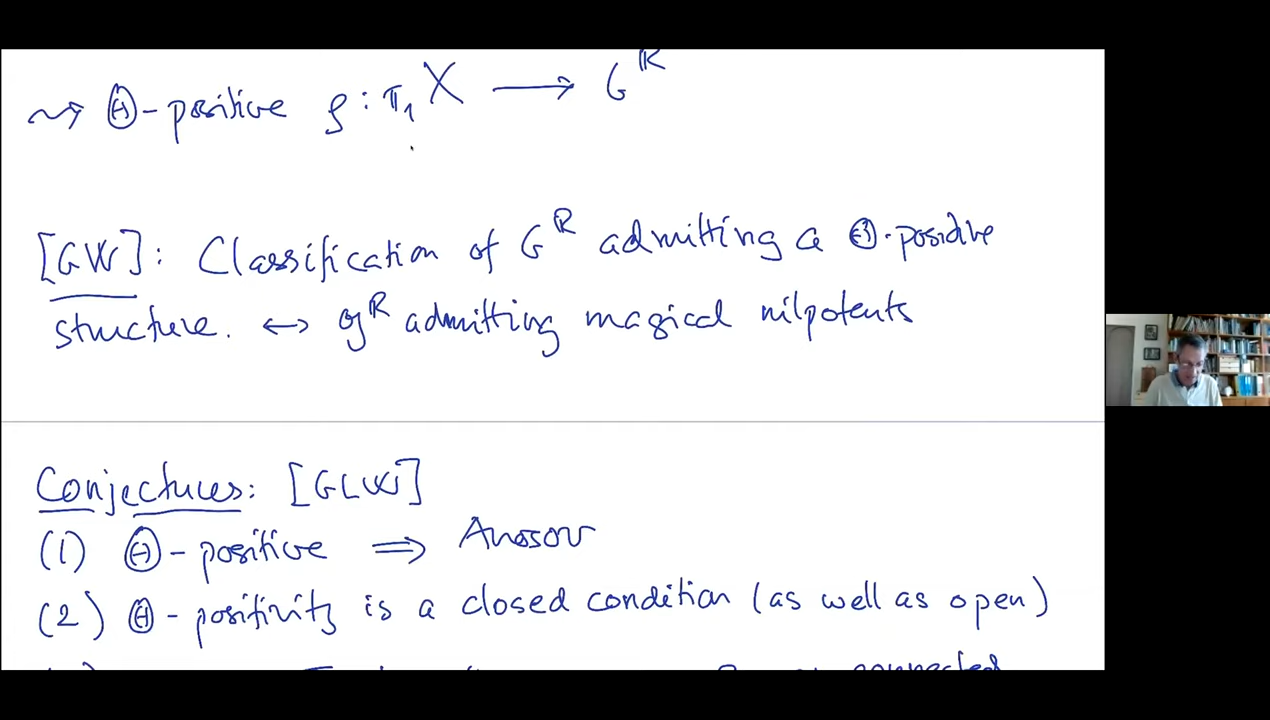 ⇝ Θ-positive ρ: π₁X ⟶ G^ℝ
[GW]: Classification of G^ℝ admitting a Θ-positive
structure. ↔ 𝔤^ℝ admitting magical nilpotents
Conjectures: [GLW]
(1) Θ-positive ⟹ Anosov
(2) Θ-positivity is a closed condition (as well as open)
connected